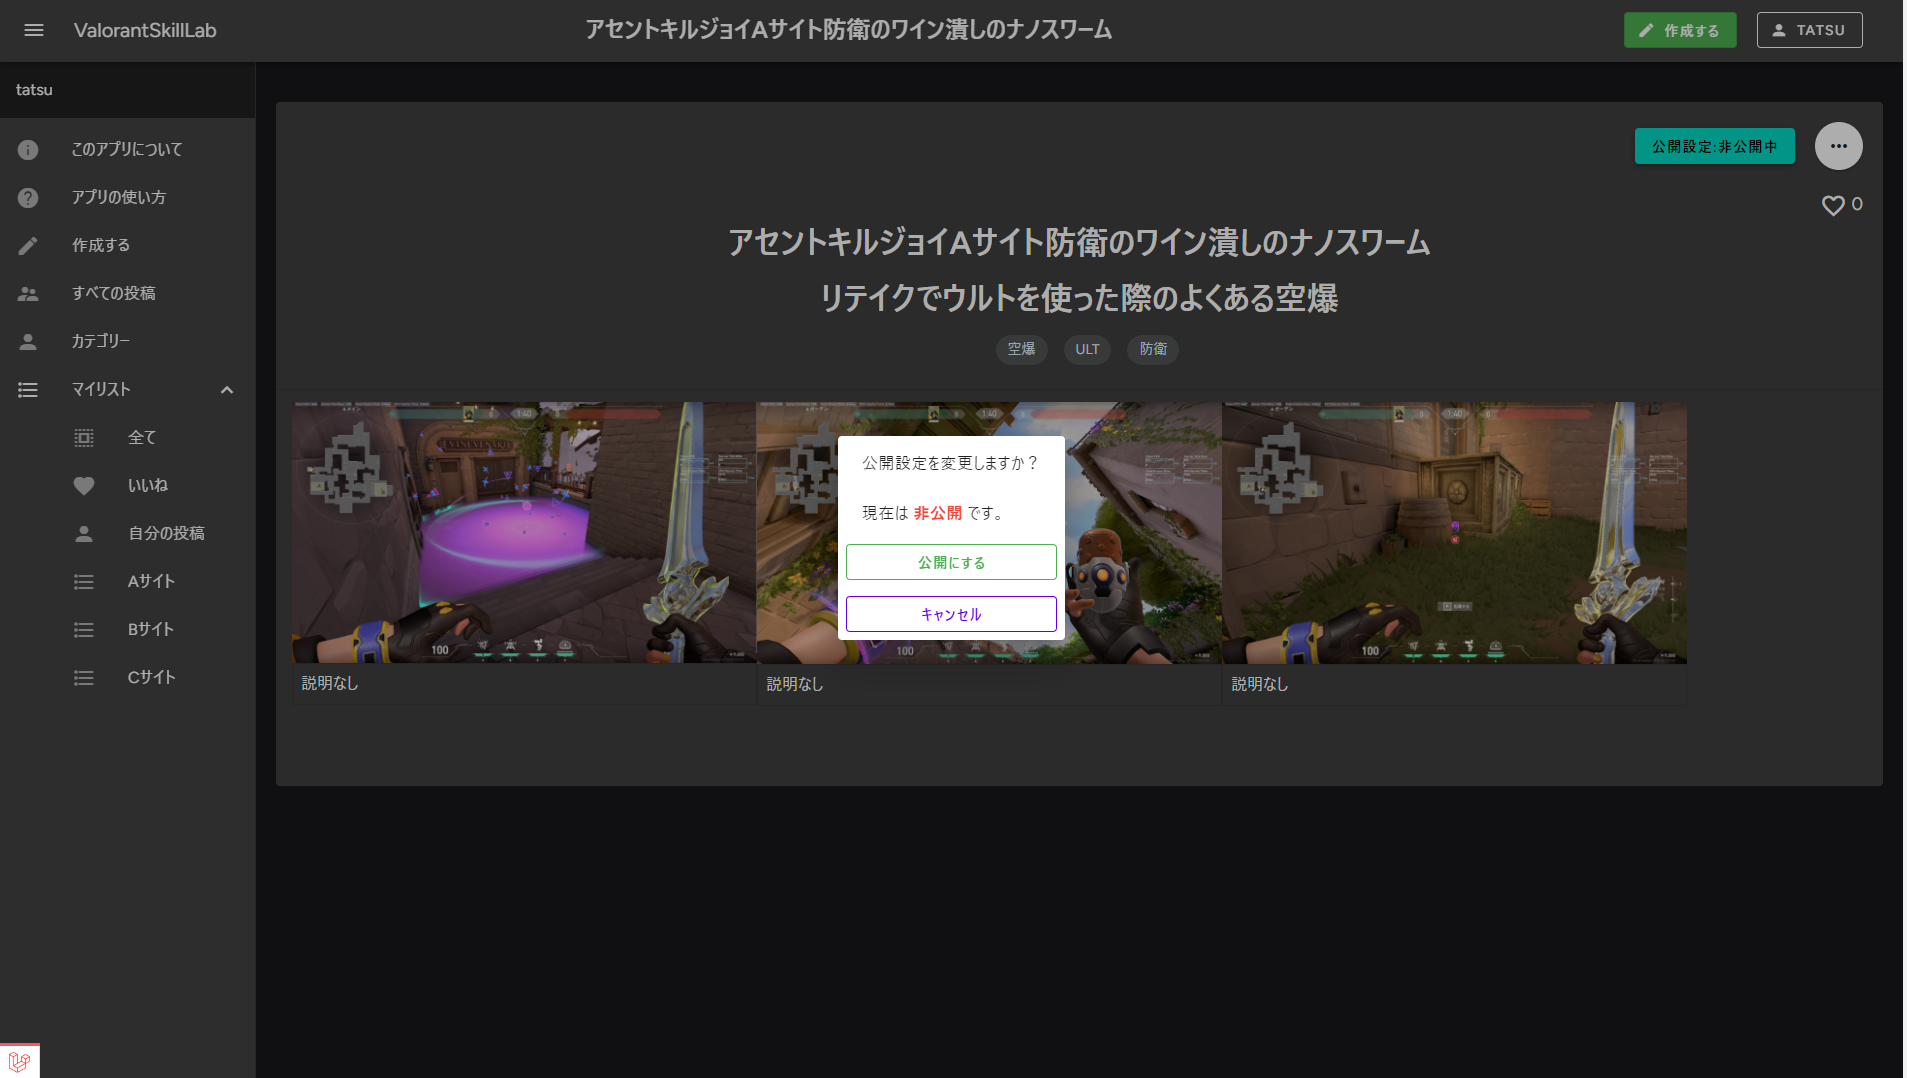 ValorantSkillLab
アセントキルジョイAサイト防衛のワイン潰しのナノスワーム
作成する
TATSU
tatsu
このアプリについて
アプリの使い方
作成する
すべての投稿
カテゴリー
マイリスト
全て
いいね
自分の投稿
Aサイト
Bサイト
Cサイト
公開設定:非公開中
0
アセントキルジョイAサイト防衛のワイン潰しのナノスワーム
リテイクでウルトを使った際のよくある空爆
空爆 ULT 防衛
1:40
1:40
1:40
公開設定を変更しますか？
現在は 非公開 です。
公開にする
キャンセル
100
100
100
説明なし
説明なし
説明なし